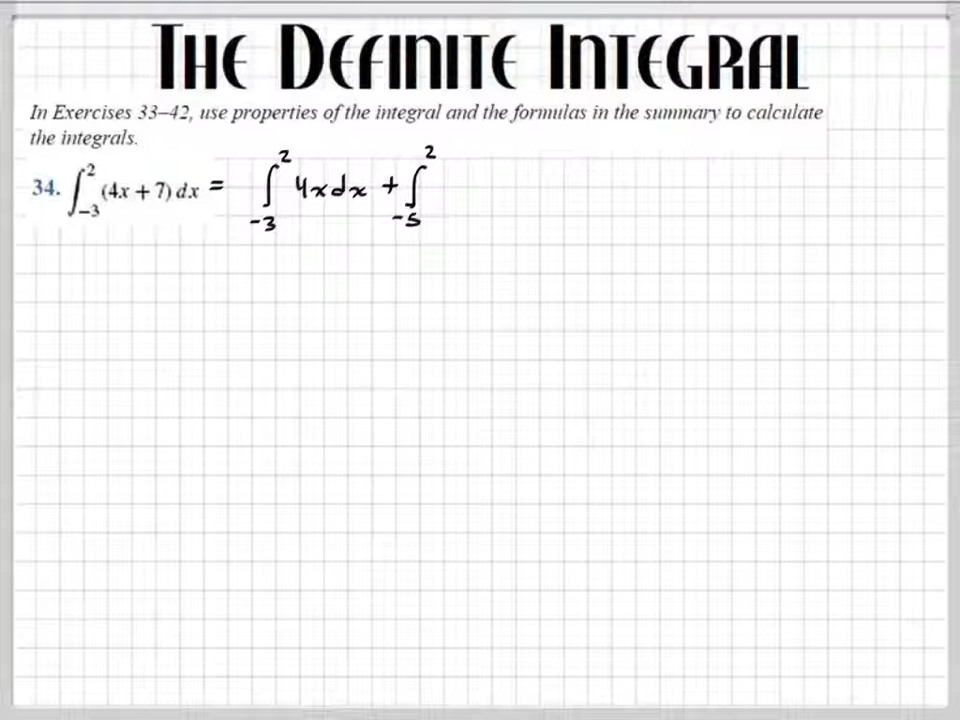 THE DEFINITE INTEGRAL
In Exercises 33–42, use properties of the integral and the formulas in the summary to calculate
the integrals.
34. ∫_{-3}^{2} (4x + 7) dx = ∫_{-3}^{2} 4x dx + ∫_{-5}^{2}